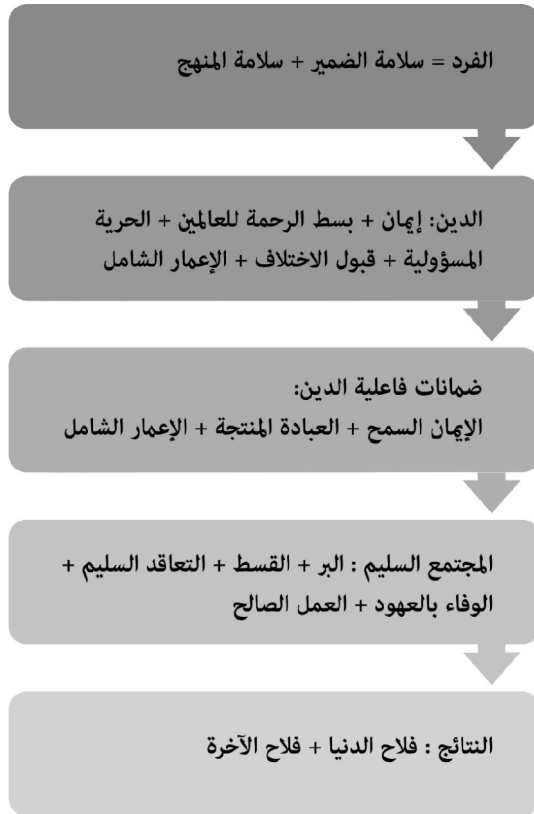 الفرد = سلامة الضمير + سلامة المنهج
الدين: إيمان + بسط الرحمة للعالمين + الحرية
المسؤولية + قبول الاختلاف + الإعمار الشامل
ضمانات فاعلية الدين:
الإيمان السمح + العبادة المنتجة + الإعمار الشامل
المجتمع السليم : البر + القسط + التعاقد السليم +
الوفاء بالعهود + العمل الصالح
النتائج : فلاح الدنيا + فلاح الآخرة